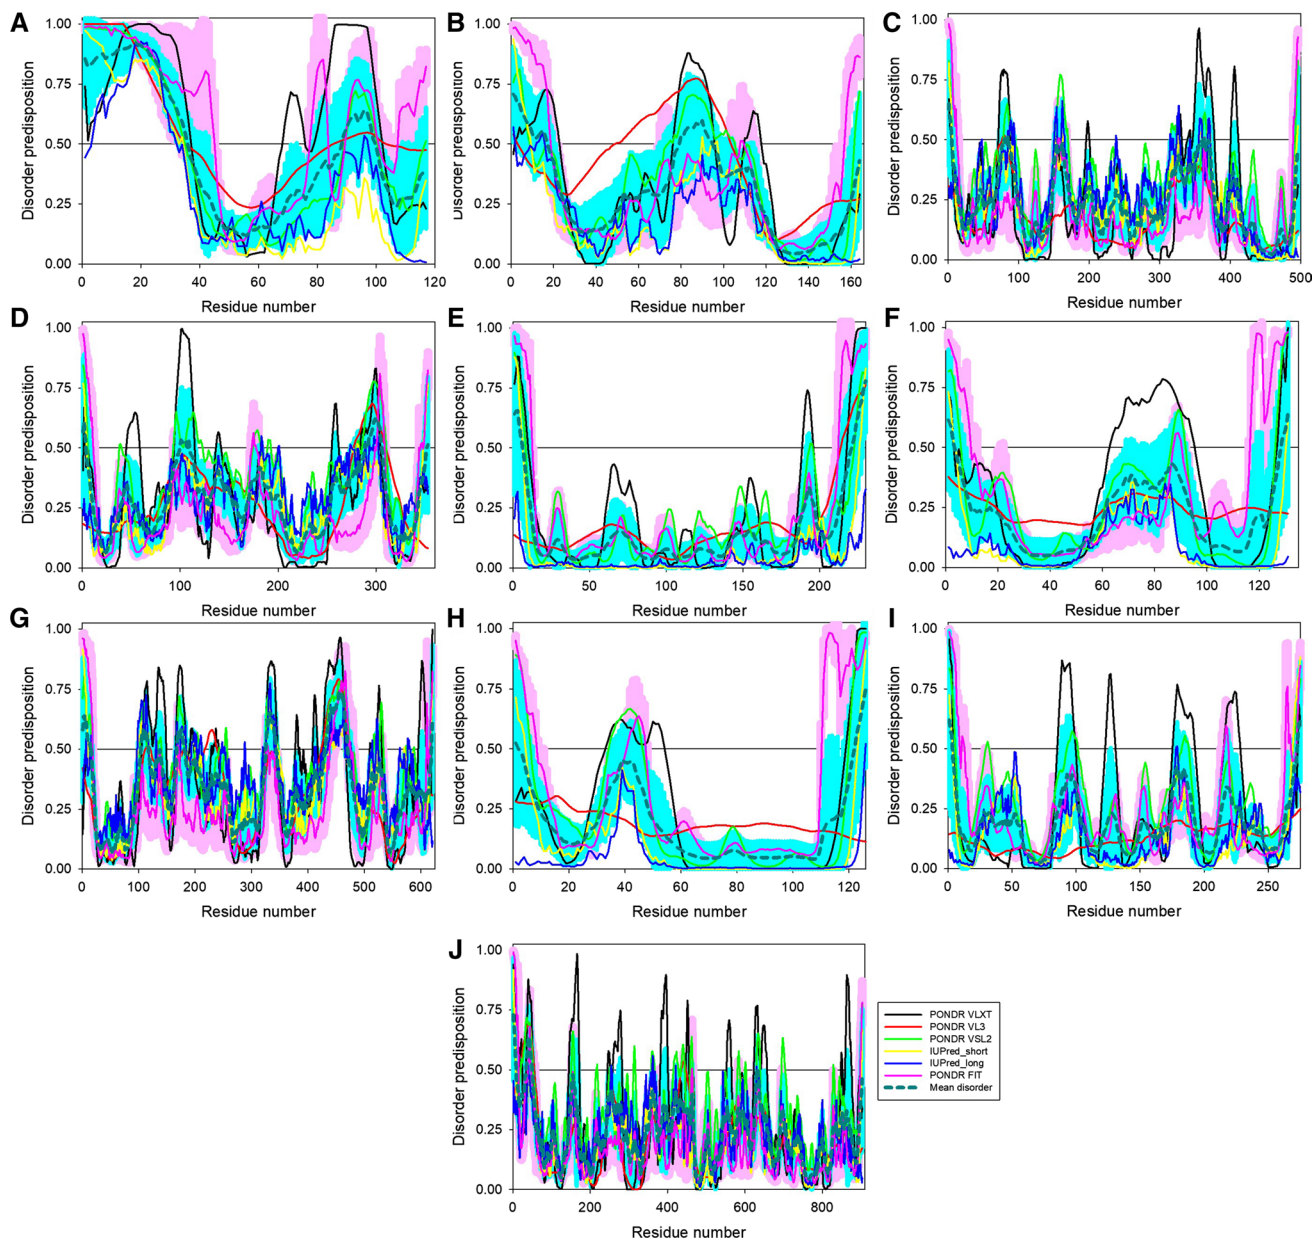 A
1.00
0.75
0.50
0.25
0.00
Disorder predisposition
0 20 40 60 80 100 120
Residue number
B
1.00
0.75
0.50
0.25
0.00
Disorder predisposition
0 20 40 60 80 100 120 140 160
Residue number
C
1.00
0.75
0.50
0.25
0.00
Disorder predisposition
0 100 200 300 400 500
Residue number
D
1.00
0.75
0.50
0.25
0.00
Disorder predisposition
0 100 200 300
Residue number
E
1.00
0.75
0.50
0.25
0.00
Disorder predisposition
0 50 100 150 200
Residue number
F
1.00
0.75
0.50
0.25
0.00
Disorder predisposition
0 20 40 60 80 100 120
Residue number
G
1.00
0.75
0.50
0.25
0.00
Disorder predisposition
0 100 200 300 400 500 600
Residue number
H
1.00
0.75
0.50
0.25
0.00
Disorder predisposition
0 20 40 60 80 100 120
Residue number
I
1.00
0.75
0.50
0.25
0.00
Disorder predisposition
0 50 100 150 200 250
Residue number
J
1.00
0.75
0.50
0.25
0.00
Disorder predisposition
0 200 400 600 800
Residue number
PONDR VLXT
PONDR VL3
PONDR VSL2
IUPred_short
IUPred_long
PONDR FIT
Mean disorder